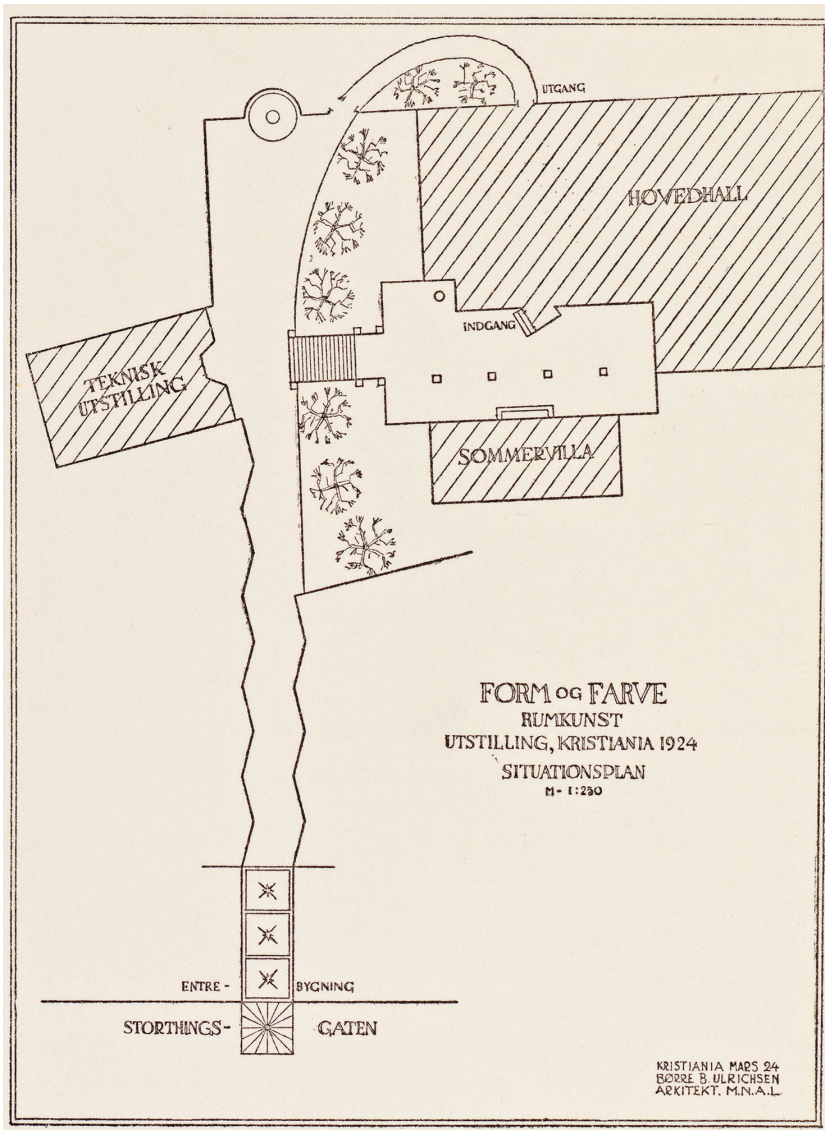 UTGANG
HOVEDHALL
INDGANG
TEKNISK
UTSTILLING
SOMMERVILLA
FORM OG FARVE
RUMKUNST
UTSTILLING, KRISTIANIA 1924
SITUATIONSPLAN
M- 1:250
ENTRE- BYGNING
STORTHINGS- GATEN
KRISTIANIA MARS 24
BØRRE B. ULRICHSEN
ARKITEKT. M.N.A.L.